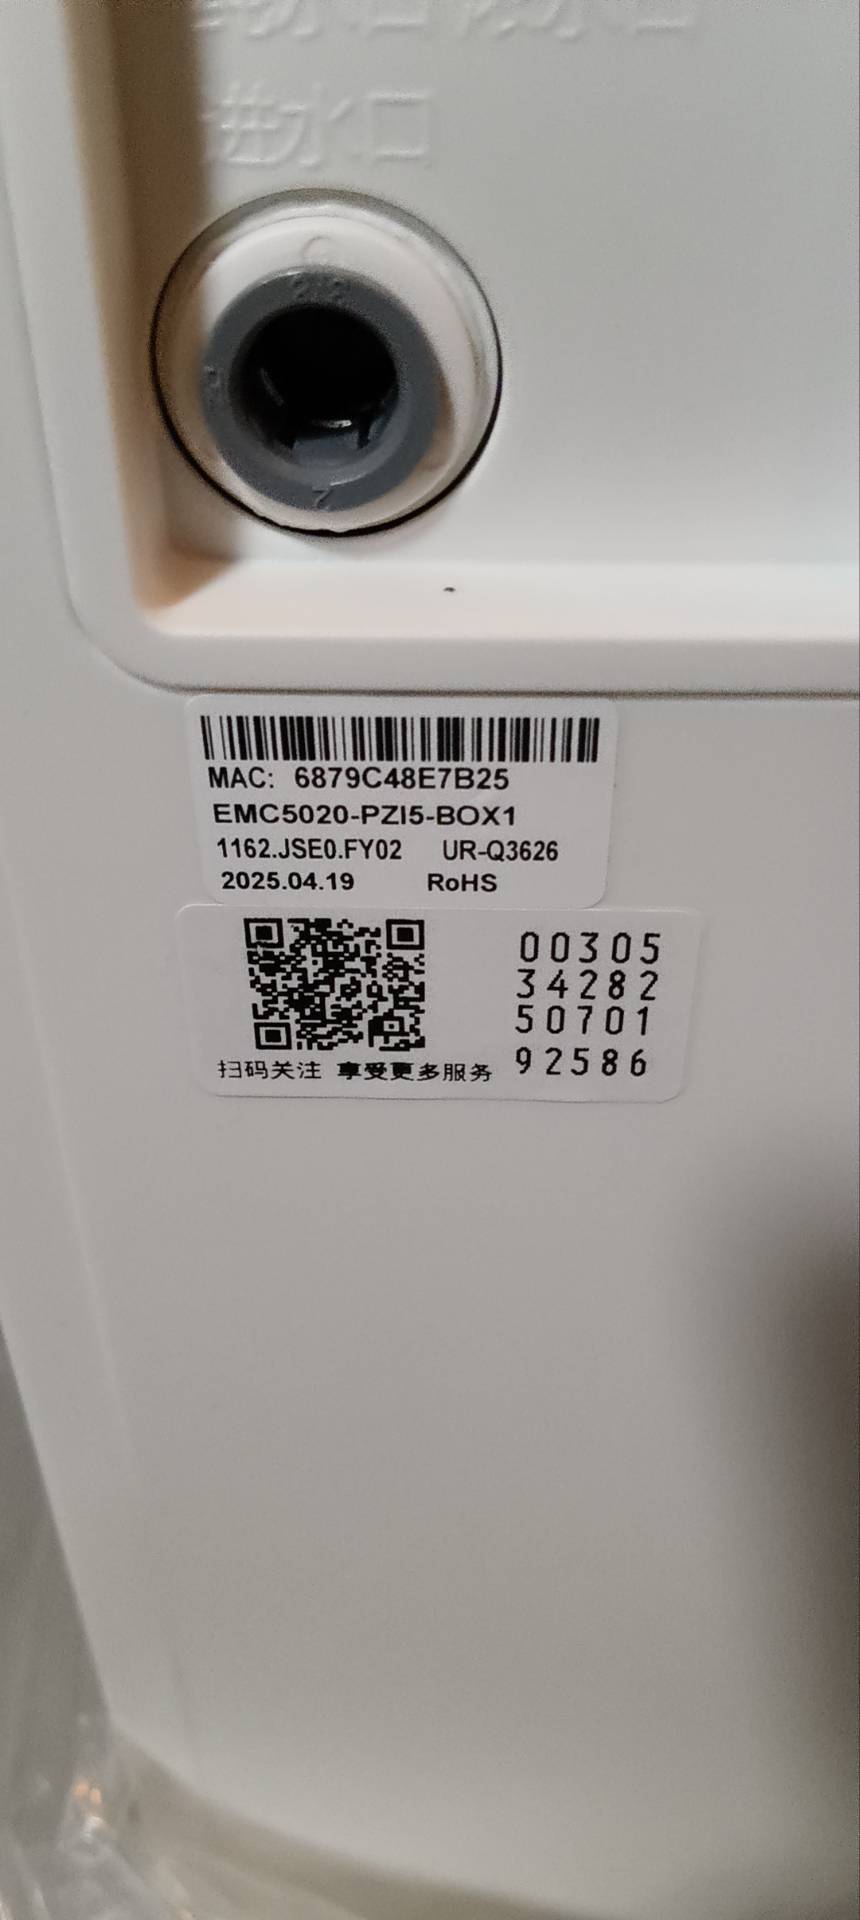 进水口
MAC: 6879C48E7B25
EMC5020-PZI5-BOX1
1162.JSE0.FY02 UR-Q3626
2025.04.19 RoHS
00305
34282
50701
92586
扫码关注 享受更多服务